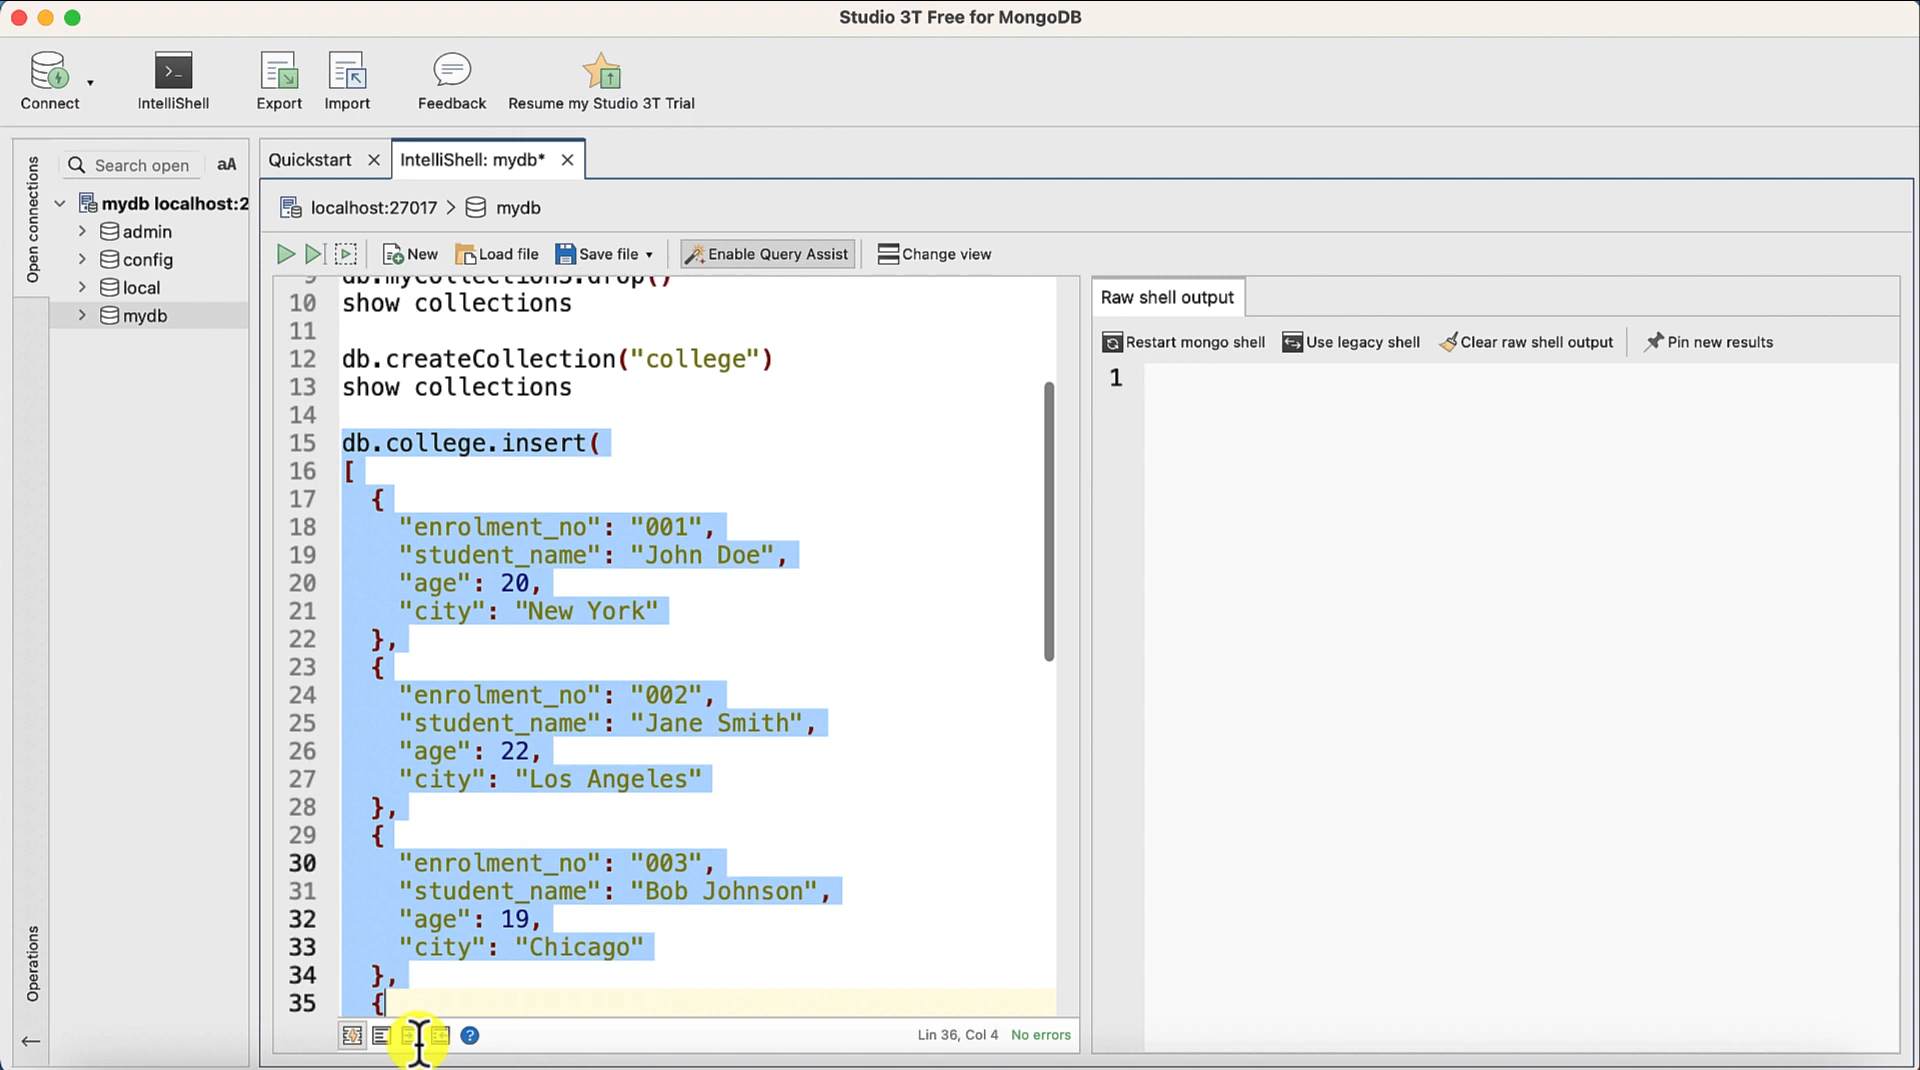 Studio 3T Free for MongoDB
Connect
IntelliShell
Export
Import
Feedback
Resume my Studio 3T Trial
Open connections
Operations
Search open
aA
mydb localhost:2
admin
config
local
mydb
Quickstart
IntelliShell: mydb*
localhost:27017 > mydb
New
Load file
Save file
Enable Query Assist
Change view
9 db.mycollections.drop()
10 show collections
11
12 db.createCollection("college")
13 show collections
14
15 db.college.insert(
16 [
17 {
18 "enrolment_no": "001",
19 "student_name": "John Doe",
20 "age": 20,
21 "city": "New York"
22 },
23 {
24 "enrolment_no": "002",
25 "student_name": "Jane Smith",
26 "age": 22,
27 "city": "Los Angeles"
28 },
29 {
30 "enrolment_no": "003",
31 "student_name": "Bob Johnson",
32 "age": 19,
33 "city": "Chicago"
34 },
35 {
Lin 36, Col 4 No errors
Raw shell output
Restart mongo shell
Use legacy shell
Clear raw shell output
Pin new results
1